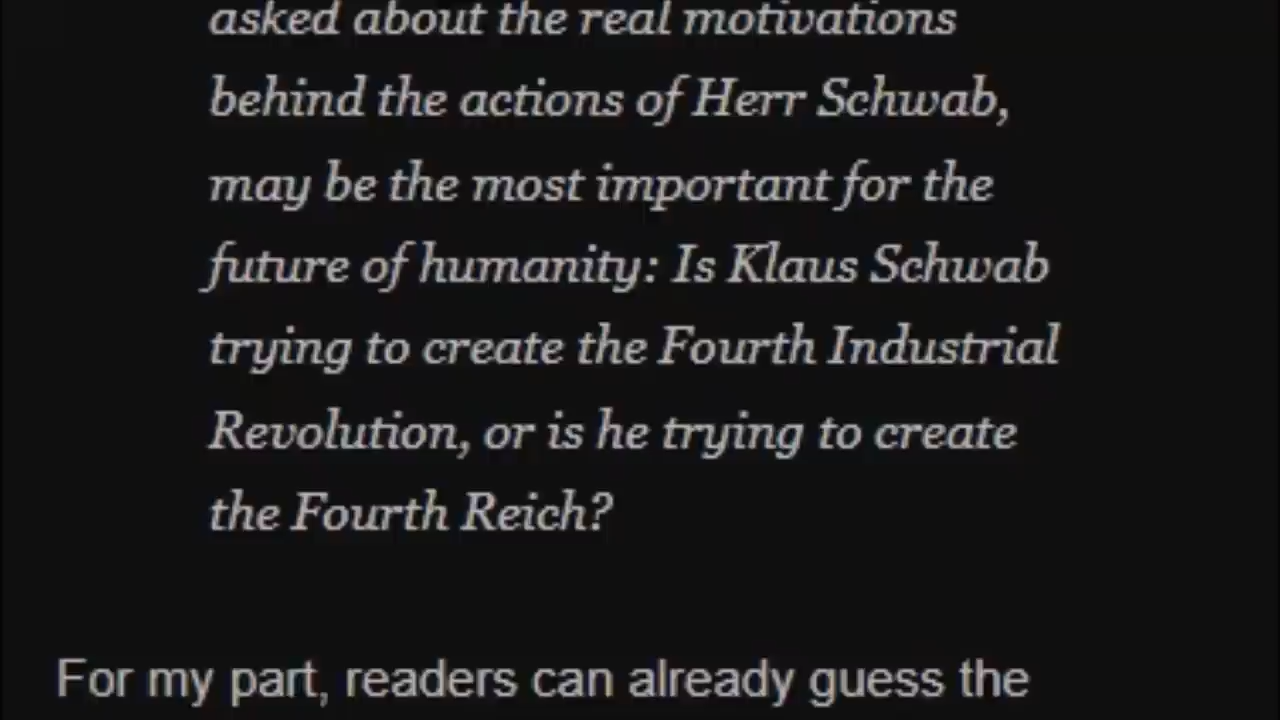 asked about the real motivations
behind the actions of Herr Schwab,
may be the most important for the
future of humanity: Is Klaus Schwab
trying to create the Fourth Industrial
Revolution, or is he trying to create
the Fourth Reich?
For my part, readers can already guess the